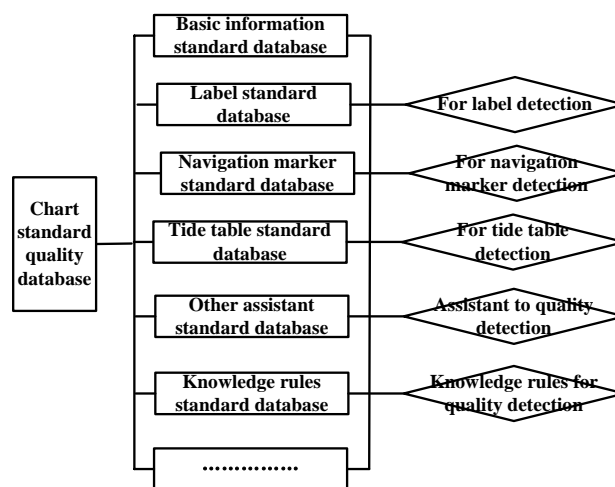 Chart
standard
quality
database
Basic information
standard database
Label standard
database
For label detection
Navigation marker
standard database
For navigation
marker detection
Tide table standard
database
For tide table
detection
Other assistant
standard database
Assistant to quality
detection
Knowledge rules
standard database
Knowledge rules for
quality detection
……………